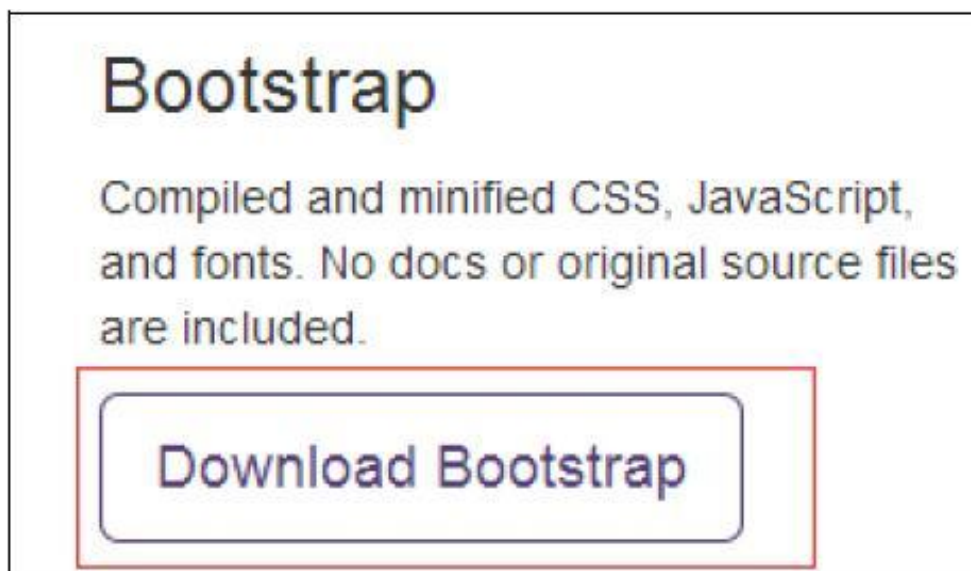 Bootstrap
Compiled and minified CSS, JavaScript,
and fonts. No docs or original source files
are included.
Download Bootstrap